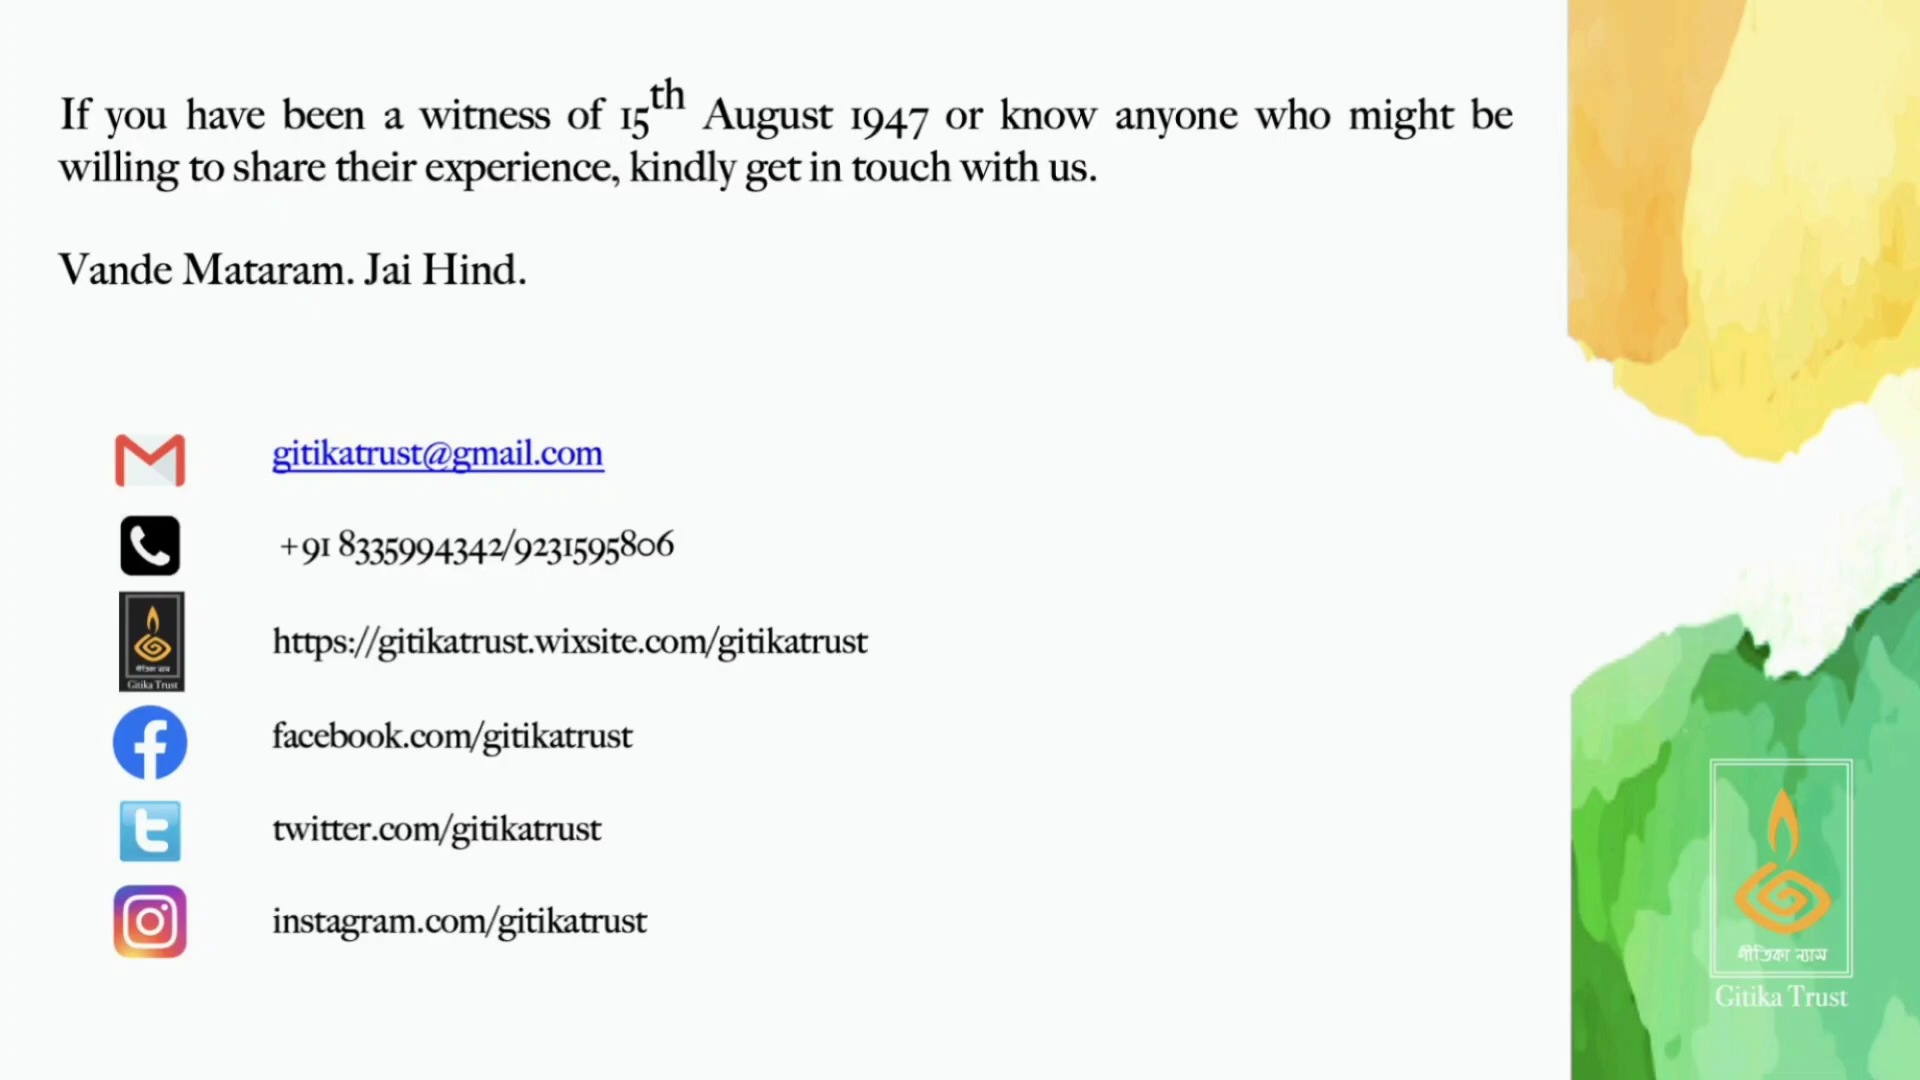 If you have been a witness of 15th August 1947 or know anyone who might be
willing to share their experience, kindly get in touch with us.
Vande Mataram. Jai Hind.
gitikatrust@gmail.com
+91 8335994342/9231595806
https://gitikatrust.wixsite.com/gitikatrust
গীতিকা ন্যাস
Gitika Trust
facebook.com/gitikatrust
twitter.com/gitikatrust
instagram.com/gitikatrust
গীতিকা ন্যাস
Gitika Trust